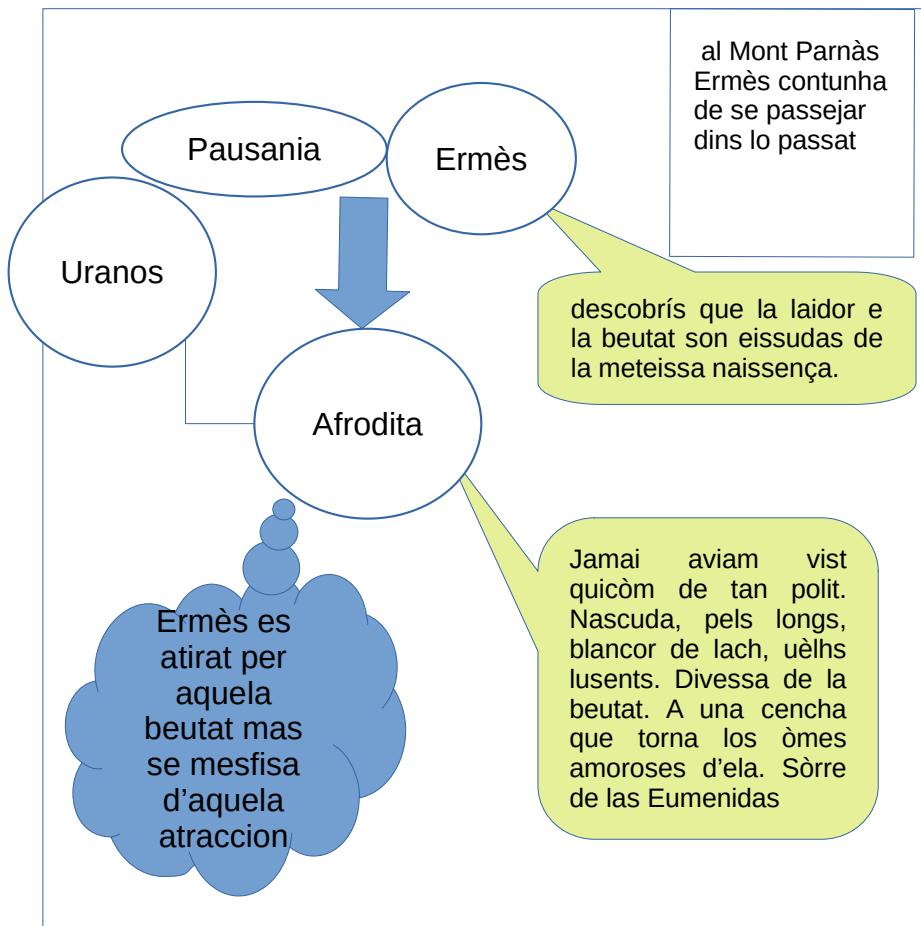 al Mont Parnàs
Ermès contunha
de se passejar
dins lo passat
Pausania
Ermès
Uranos
descobrís que la laidor e
la beutat son eissudas de
la meteissa naissença.
Afrodita
Jamai aviam vist
quicòm de tan polit.
Nascuda, pels longs,
blancor de lach, uèlhs
lusents. Divessa de la
beutat. A una cencha
que torna los òmes
amoroses d'ela. Sòrre
de las Eumenidas
Ermès es
atirat per
aquela
beutat mas
se mesfisa
d'aquela
atraccion